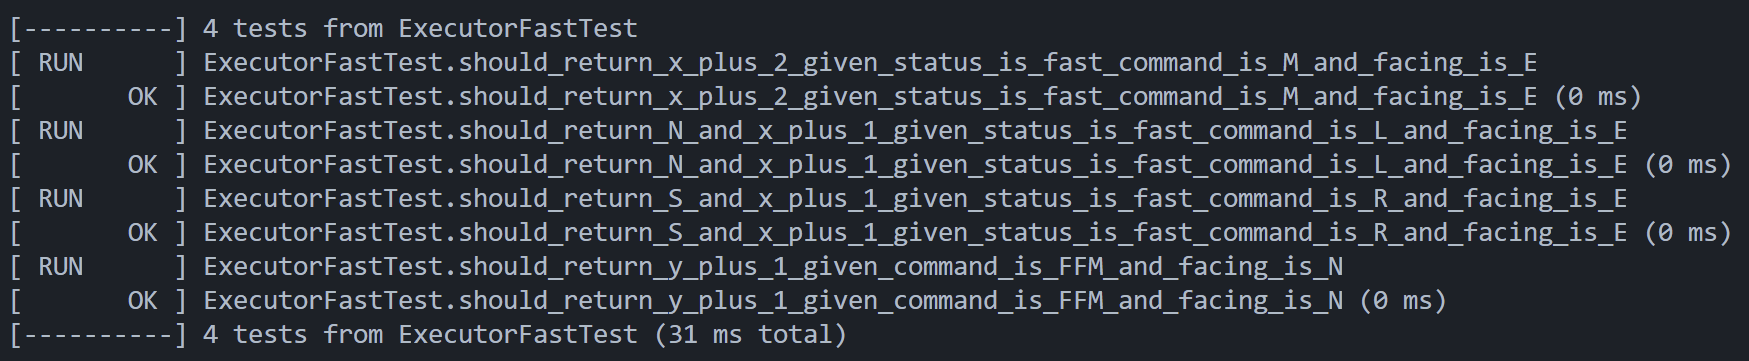 [----------] 4 tests from ExecutorFastTest
[ RUN      ] ExecutorFastTest.should_return_x_plus_2_given_status_is_fast_command_is_M_and_facing_is_E
[       OK ] ExecutorFastTest.should_return_x_plus_2_given_status_is_fast_command_is_M_and_facing_is_E (0 ms)
[ RUN      ] ExecutorFastTest.should_return_N_and_x_plus_1_given_status_is_fast_command_is_L_and_facing_is_E
[       OK ] ExecutorFastTest.should_return_N_and_x_plus_1_given_status_is_fast_command_is_L_and_facing_is_E (0 ms)
[ RUN      ] ExecutorFastTest.should_return_S_and_x_plus_1_given_status_is_fast_command_is_R_and_facing_is_E
[       OK ] ExecutorFastTest.should_return_S_and_x_plus_1_given_status_is_fast_command_is_R_and_facing_is_E (0 ms)
[ RUN      ] ExecutorFastTest.should_return_y_plus_1_given_command_is_FFM_and_facing_is_N
[       OK ] ExecutorFastTest.should_return_y_plus_1_given_command_is_FFM_and_facing_is_N (0 ms)
[----------] 4 tests from ExecutorFastTest (31 ms total)